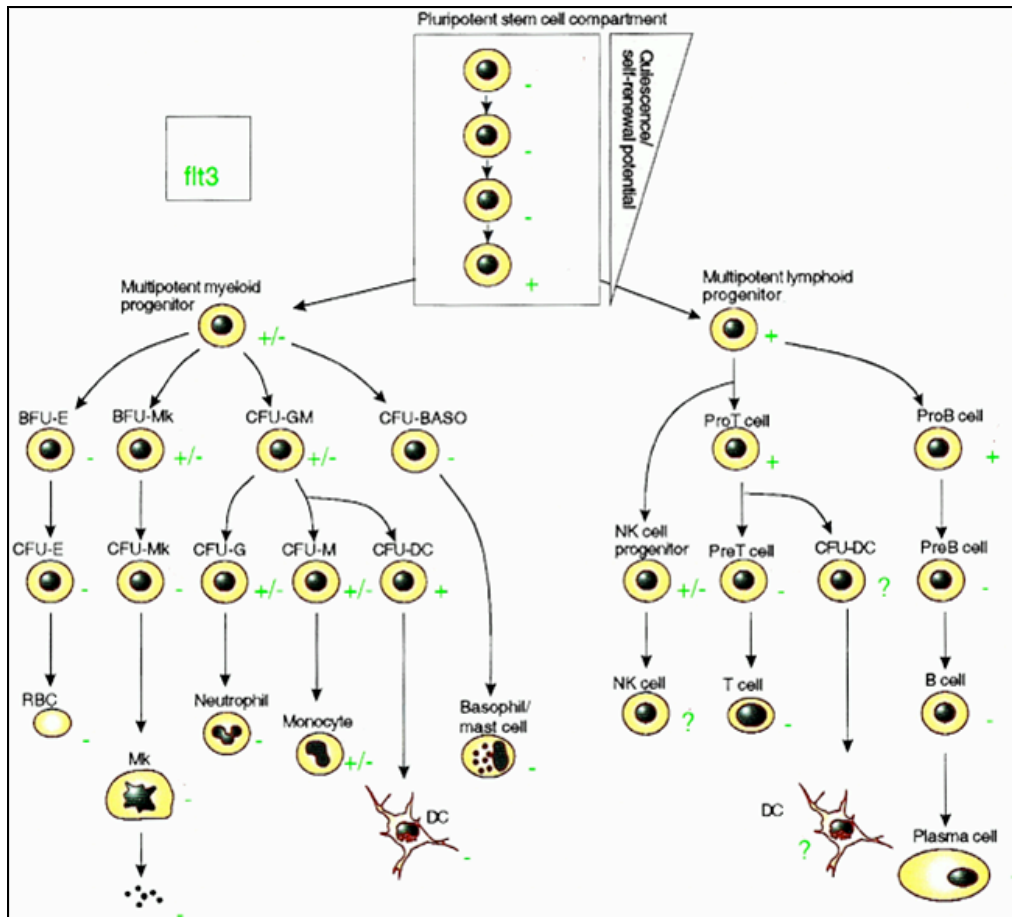 Pluripotent stem cell compartment
Quiescence/
self-renewal potential
-
-
-
+
flt3
Multipotent myeloid
progenitor
+/-
Multipotent lymphoid
progenitor
+
BFU-E
-
BFU-Mk
+/-
CFU-GM
+/-
CFU-BASO
-
ProT cell
+
ProB cell
+
CFU-E
-
CFU-Mk
-
CFU-G
+/-
CFU-M
+/-
CFU-DC
+
NK cell
progenitor
+/-
PreT cell
-
CFU-DC
?
PreB cell
-
RBC
-
Mk
-
-
Neutrophil
-
Monocyte
+/-
DC
-
Basophil/
mast cell
-
NK cell
?
T cell
-
DC
?
B cell
-
Plasma cell